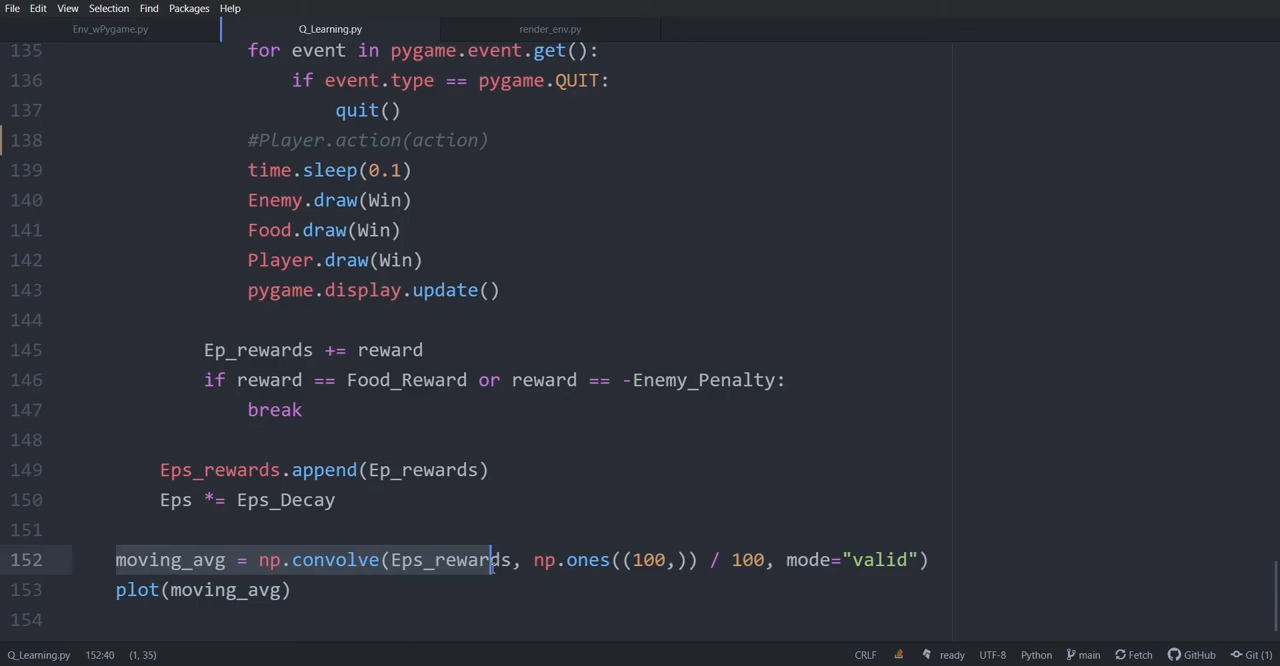 File Edit View Selection Find Packages Help
Env_wPygame.py Q_Learning.py render_env.py
135 for event in pygame.event.get():
136 if event.type == pygame.QUIT:
137 quit()
138 #Player.action(action)
139 time.sleep(0.1)
140 Enemy.draw(Win)
141 Food.draw(Win)
142 Player.draw(Win)
143 pygame.display.update()
144
145 Ep_rewards += reward
146 if reward == Food_Reward or reward == -Enemy_Penalty:
147 break
148
149 Eps_rewards.append(Ep_rewards)
150 Eps *= Eps_Decay
151
152 moving_avg = np.convolve(Eps_rewards, np.ones((100,)) / 100, mode="valid")
153 plot(moving_avg)
154
Q_Learning.py 152:40 (1, 35) CRLF ready UTF-8 Python main Fetch GitHub Git (1)